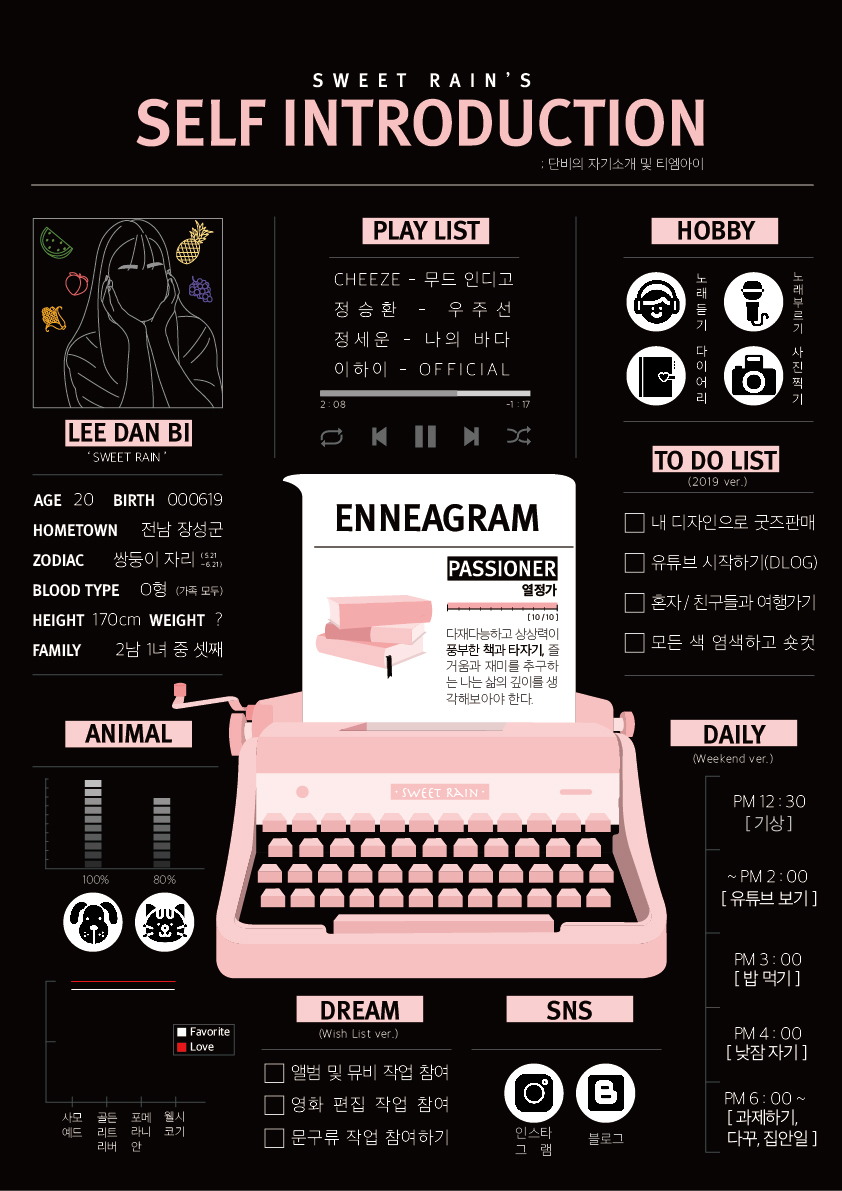 SWEET RAIN'S
SELF INTRODUCTION
: 단비의 자기소개 및 티엠아이
LEE DAN BI
'SWEET RAIN'
AGE 20 BIRTH 000619
HOMETOWN 전남 장성군
ZODIAC 쌍둥이 자리 (5.21 ~6.21)
BLOOD TYPE O형 (가족 모두)
HEIGHT 170cm WEIGHT ?
FAMILY 2남 1녀 중 셋째
PLAY LIST
CHEEZE - 무드 인디고
정승환 - 우주선
정세운 - 나의 바다
이하이 - OFFICIAL
2:08 -1:17
HOBBY
노래듣기
노래부르기
다이어리
사진찍기
TO DO LIST
(2019 ver.)
내 디자인으로 굿즈판매
유튜브 시작하기(DLOG)
혼자/ 친구들과 여행가기
모든 색 염색하고 숏컷
ENNEAGRAM
PASSIONER
열정가
[10/10]
다재다능하고 상상력이
풍부한 책과 타자기, 즐
거움과 재미를 추구하
는 나는 삶의 깊이를 생
각해보아야 한다.
·SWEET RAIN·
ANIMAL
100% 80%
Favorite
Love
사모
예드
골든
리트
리버
포메
라니
안
웰시
코기
DREAM
(Wish List ver.)
앨범 및 뮤비 작업 참여
영화 편집 작업 참여
문구류 작업 참여하기
SNS
인스타
그 램
블로그
DAILY
(Weekend ver.)
PM 12 : 30
[ 기상 ]
~ PM 2 : 00
[ 유튜브 보기 ]
PM 3 : 00
[ 밥 먹기 ]
PM 4 : 00
[ 낮잠 자기 ]
PM 6 : 00 ~
[ 과제하기,
다꾸, 집안일 ]